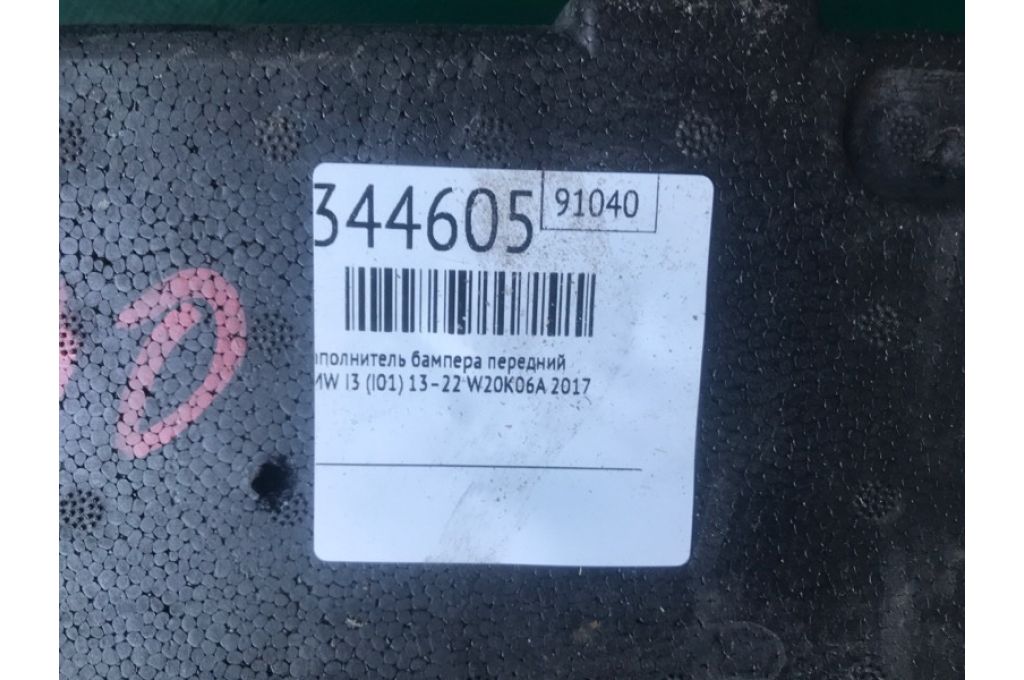 344605
91040
аполнитель бампера передний
MW I3 (I01) 13-22 W20K06A 2017